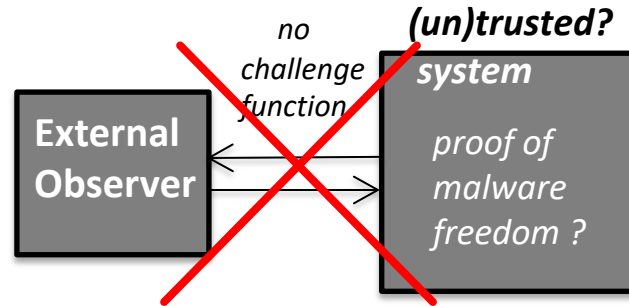 (un)trusted?
system
no
challenge
function
External
Observer
proof of
malware
freedom ?